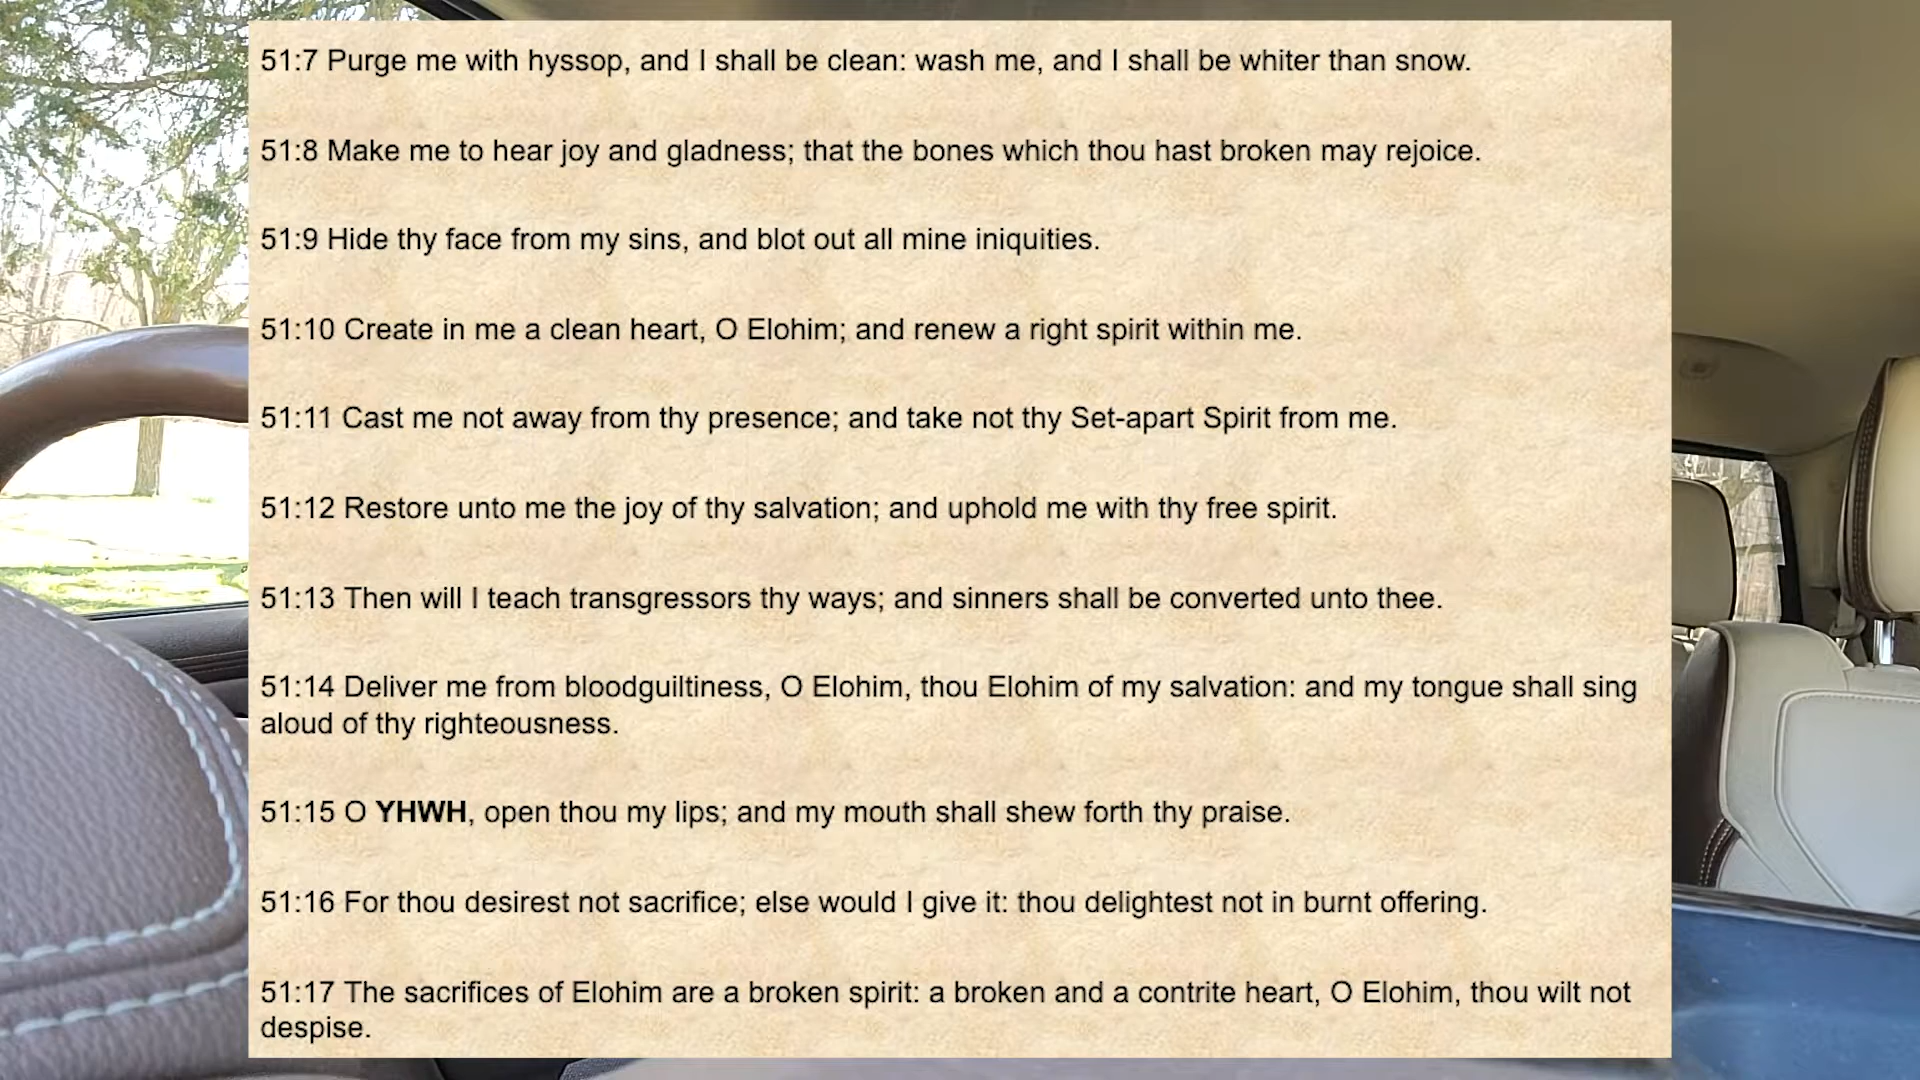 51:7 Purge me with hyssop, and I shall be clean: wash me, and I shall be whiter than snow.
51:8 Make me to hear joy and gladness; that the bones which thou hast broken may rejoice.
51:9 Hide thy face from my sins, and blot out all mine iniquities.
51:10 Create in me a clean heart, O Elohim; and renew a right spirit within me.
51:11 Cast me not away from thy presence; and take not thy Set-apart Spirit from me.
51:12 Restore unto me the joy of thy salvation; and uphold me with thy free spirit.
51:13 Then will I teach transgressors thy ways; and sinners shall be converted unto thee.
51:14 Deliver me from bloodguiltiness, O Elohim, thou Elohim of my salvation: and my tongue shall sing
aloud of thy righteousness.
51:15 O YHWH, open thou my lips; and my mouth shall shew forth thy praise.
51:16 For thou desirest not sacrifice; else would I give it: thou delightest not in burnt offering.
51:17 The sacrifices of Elohim are a broken spirit: a broken and a contrite heart, O Elohim, thou wilt not
despise.